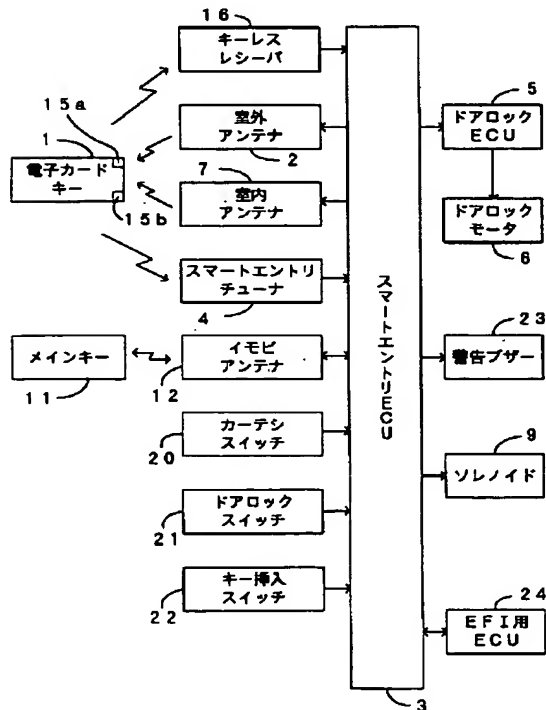 16
キーレス
レシーバ
15a
1
電子カード
キー
15b
室外
アンテナ
2
7
室内
アンテナ
スマートエントリ
チューナ
4
メインキー
11
イモビ
アンテナ
12
カーテシ
スイッチ
20
ドアロック
スイッチ
21
キー挿入
スイッチ
22
スマートエントリECU
3
5
ドアロック
ECU
ドアロック
モータ
6
23
警告ブザー
9
ソレノイド
24
EFI用
ECU